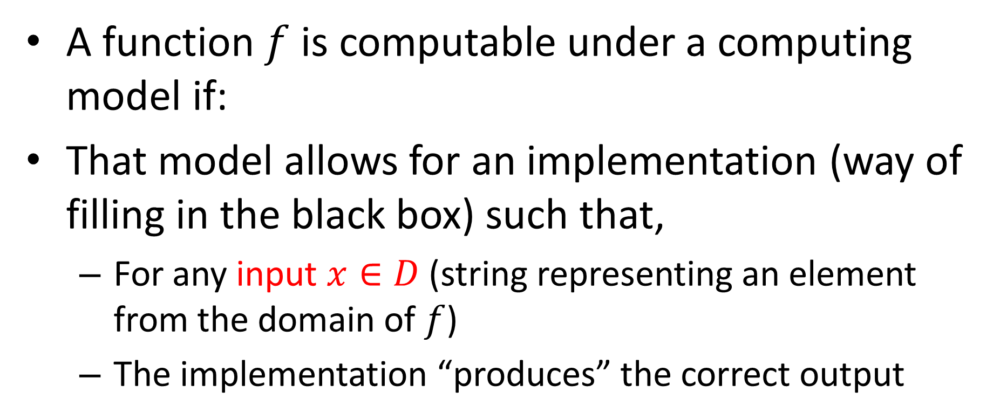 • A function 𝑓 is computable under a computing
model if:
• That model allows for an implementation (way of
filling in the black box) such that,
– For any input 𝑥 ∈ 𝐷 (string representing an element
from the domain of 𝑓)
– The implementation “produces” the correct output